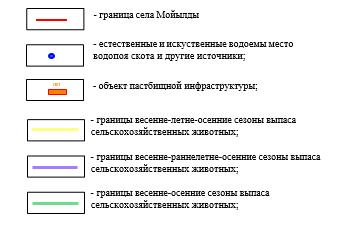 - граница села Мойылды
- естественные и искуственные водоемы место
водопоя скота и другие источники;
- объект пастбищной инфраструктуры;
- границы весенне-летне-осенние сезоны выпаса
сельскохозяйственных животных;
- границы весенне-раннелетне-осенние сезоны выпаса
сельскохозяйственных животных;
- границы весенне-осенние сезоны выпаса
сельскохозяйственных животных;